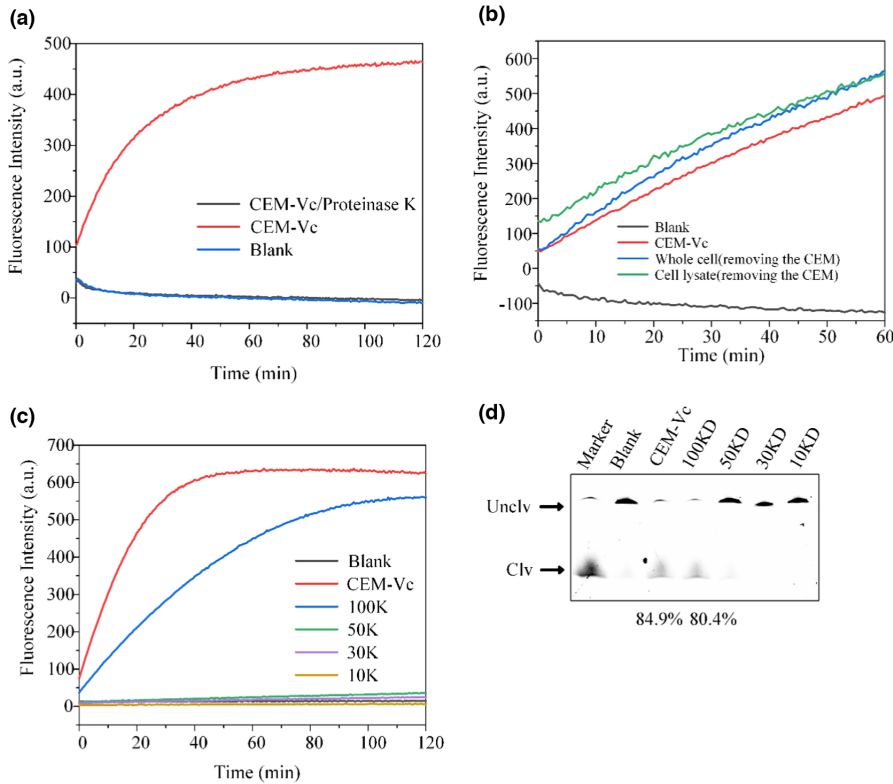 (a)
Fluorescence Intensity (a.u.)
500
400
300
200
100
0
CEM-Vc/Proteinase K
CEM-Vc
Blank
0 20 40 60 80 100 120
Time (min)
(b)
Fluorescence Intensity (a.u.)
600
500
400
300
200
100
0
-100
Blank
CEM-Vc
Whole cell(removing the CEM)
Cell lysate(removing the CEM)
0 10 20 30 40 50 60
Time (min)
(c)
Fluorescence Intensity (a.u.)
700
600
500
400
300
200
100
0
Blank
CEM-Vc
100K
50K
30K
10K
0 20 40 60 80 100 120
Time (min)
(d)
Marker Blank CEM-Vc 100KD 50KD 30KD 10KD
Unclv
Clv
84.9% 80.4%